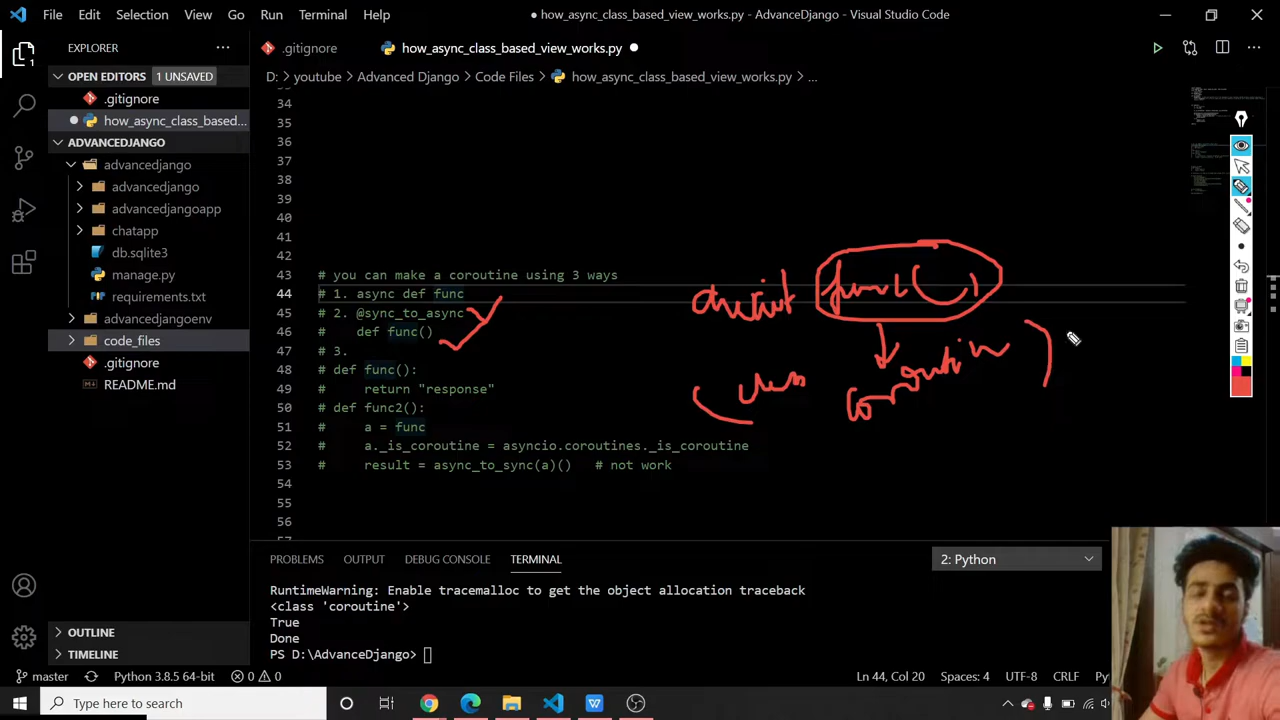 File Edit Selection View Go Run Terminal Help
how_async_class_based_view_works.py - AdvanceDjango - Visual Studio Code
EXPLORER
OPEN EDITORS 1 UNSAVED
.gitignore
how_async_class_based...
ADVANCEDJANGO
advancedjango
advancedjango
advancedjangoapp
chatapp
db.sqlite3
manage.py
requirements.txt
advancedjangoenv
code_files
.gitignore
README.md
OUTLINE
TIMELINE
.gitignore
how_async_class_based_view_works.py
D: > youtube > Advanced Django > Code Files > how_async_class_based_view_works.py > ...
34
35
36
37
38
39
40
41
42
43 # you can make a coroutine using 3 ways
44 # 1. async def func
45 # 2. @sync_to_async
46 #    def func()
47 # 3.
48 # def func():
49 #     return "response"
50 # def func2():
51 #     a = func
52 #     a._is_coroutine = asyncio.coroutines._is_coroutine
53 #     result = async_to_sync(a)()   # not work
54
55
56
func()
class
coroutine
PROBLEMS OUTPUT DEBUG CONSOLE TERMINAL
2: Python
RuntimeWarning: Enable tracemalloc to get the object allocation traceback
<class 'coroutine'>
True
Done
PS D:\AdvanceDjango>
master Python 3.8.5 64-bit 0 0
Ln 44, Col 20 Spaces: 4 UTF-8 CRLF
Type here to search